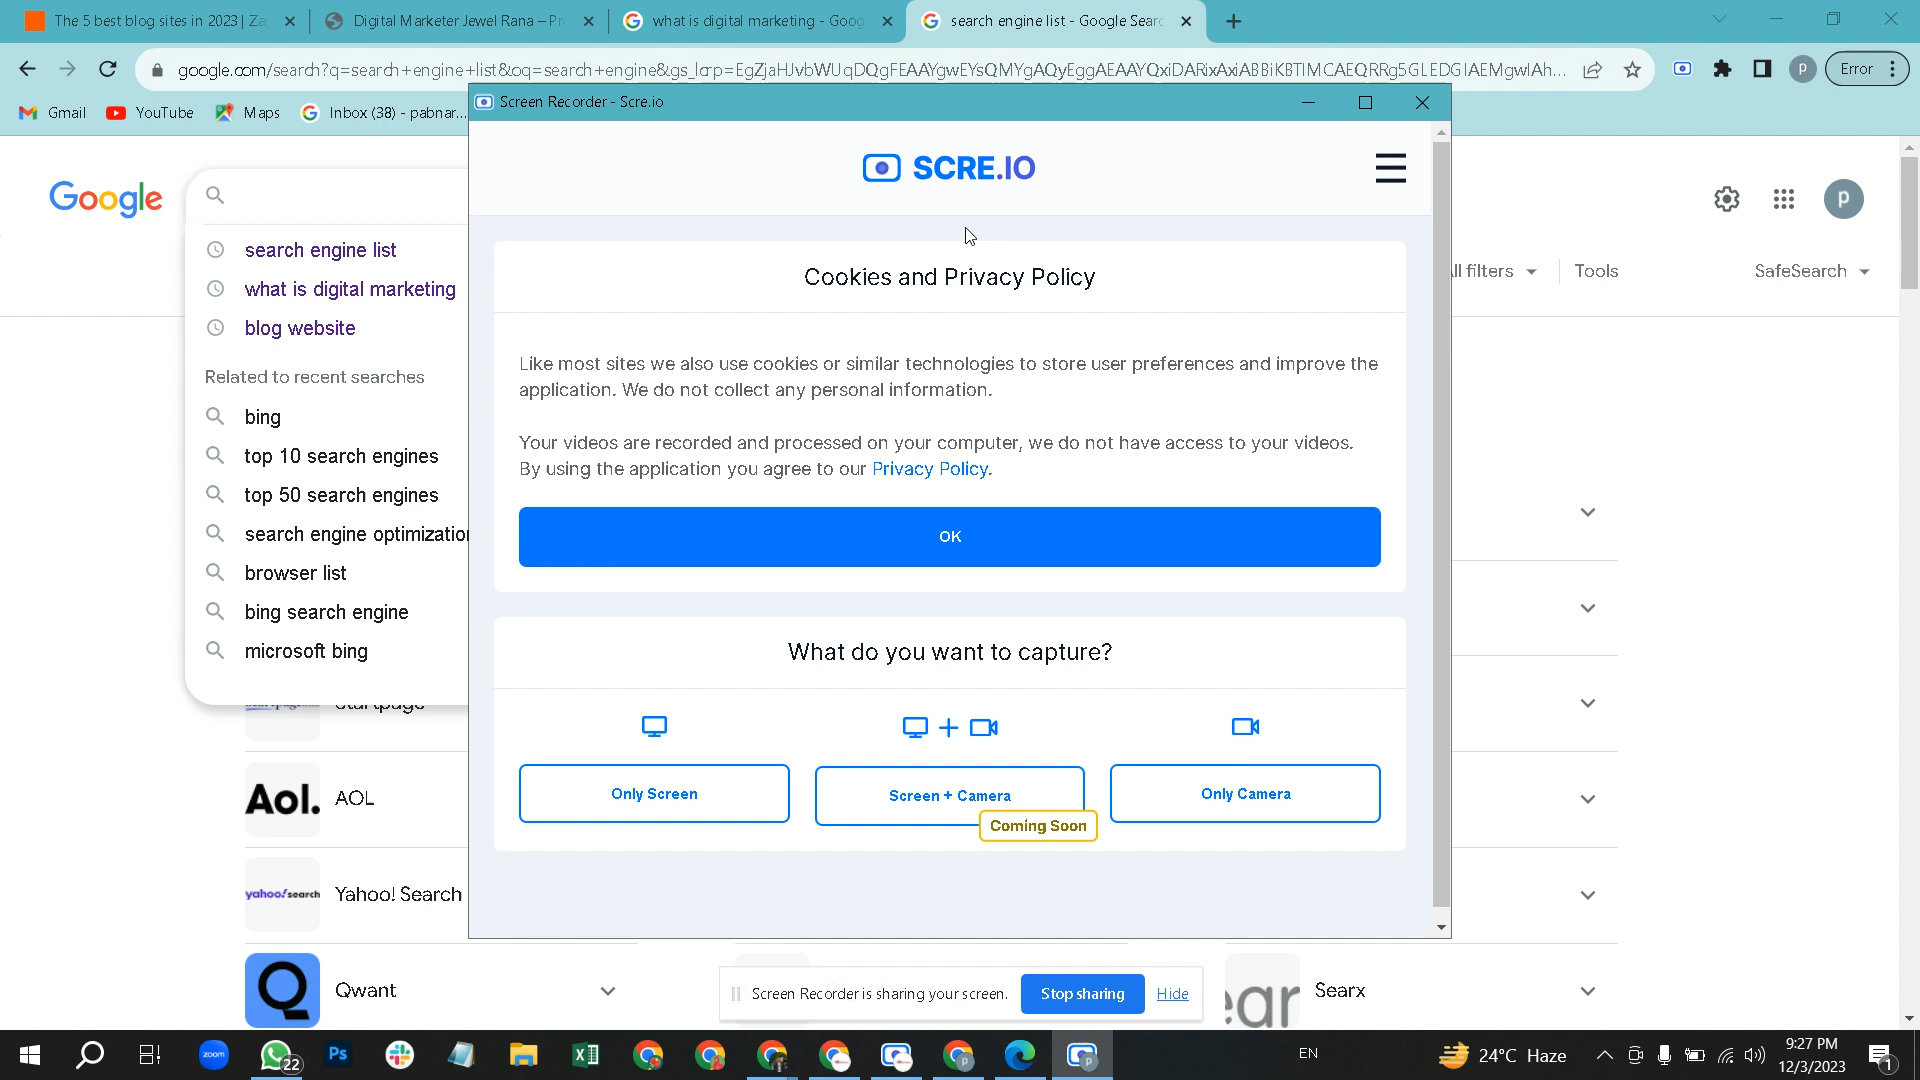 The 5 best blog sites in 2023 | Za
Digital Marketer Jewel Rana – Pr
what is digital marketing - Goog
search engine list - Google Searc
google.com/search?q=search+engine+list&oq=search+engine&gs_lcrp=
Error
Gmail
YouTube
Maps
Inbox (38) - pabnar...
Screen Recorder - Scre.io
SCRE.IO
Google
p
search engine list
what is digital marketing
blog website
Related to recent searches
bing
top 10 search engines
top 50 search engines
search engine optimization
browser list
bing search engine
microsoft bing
ll filters
Tools
SafeSearch
Cookies and Privacy Policy
Like most sites we also use cookies or similar technologies to store user preferences and improve the
application. We do not collect any personal information.
Your videos are recorded and processed on your computer, we do not have access to your videos.
By using the application you agree to our Privacy Policy.
OK
What do you want to capture?
Only Screen
Screen + Camera
Only Camera
Coming Soon
Aol. AOL
yahoo!search Yahoo! Search
Qwant
Searx
Screen Recorder is sharing your screen.
Stop sharing
Hide
zoom
22
Ps
EN
24°C Haze
9:27 PM
12/3/2023
1